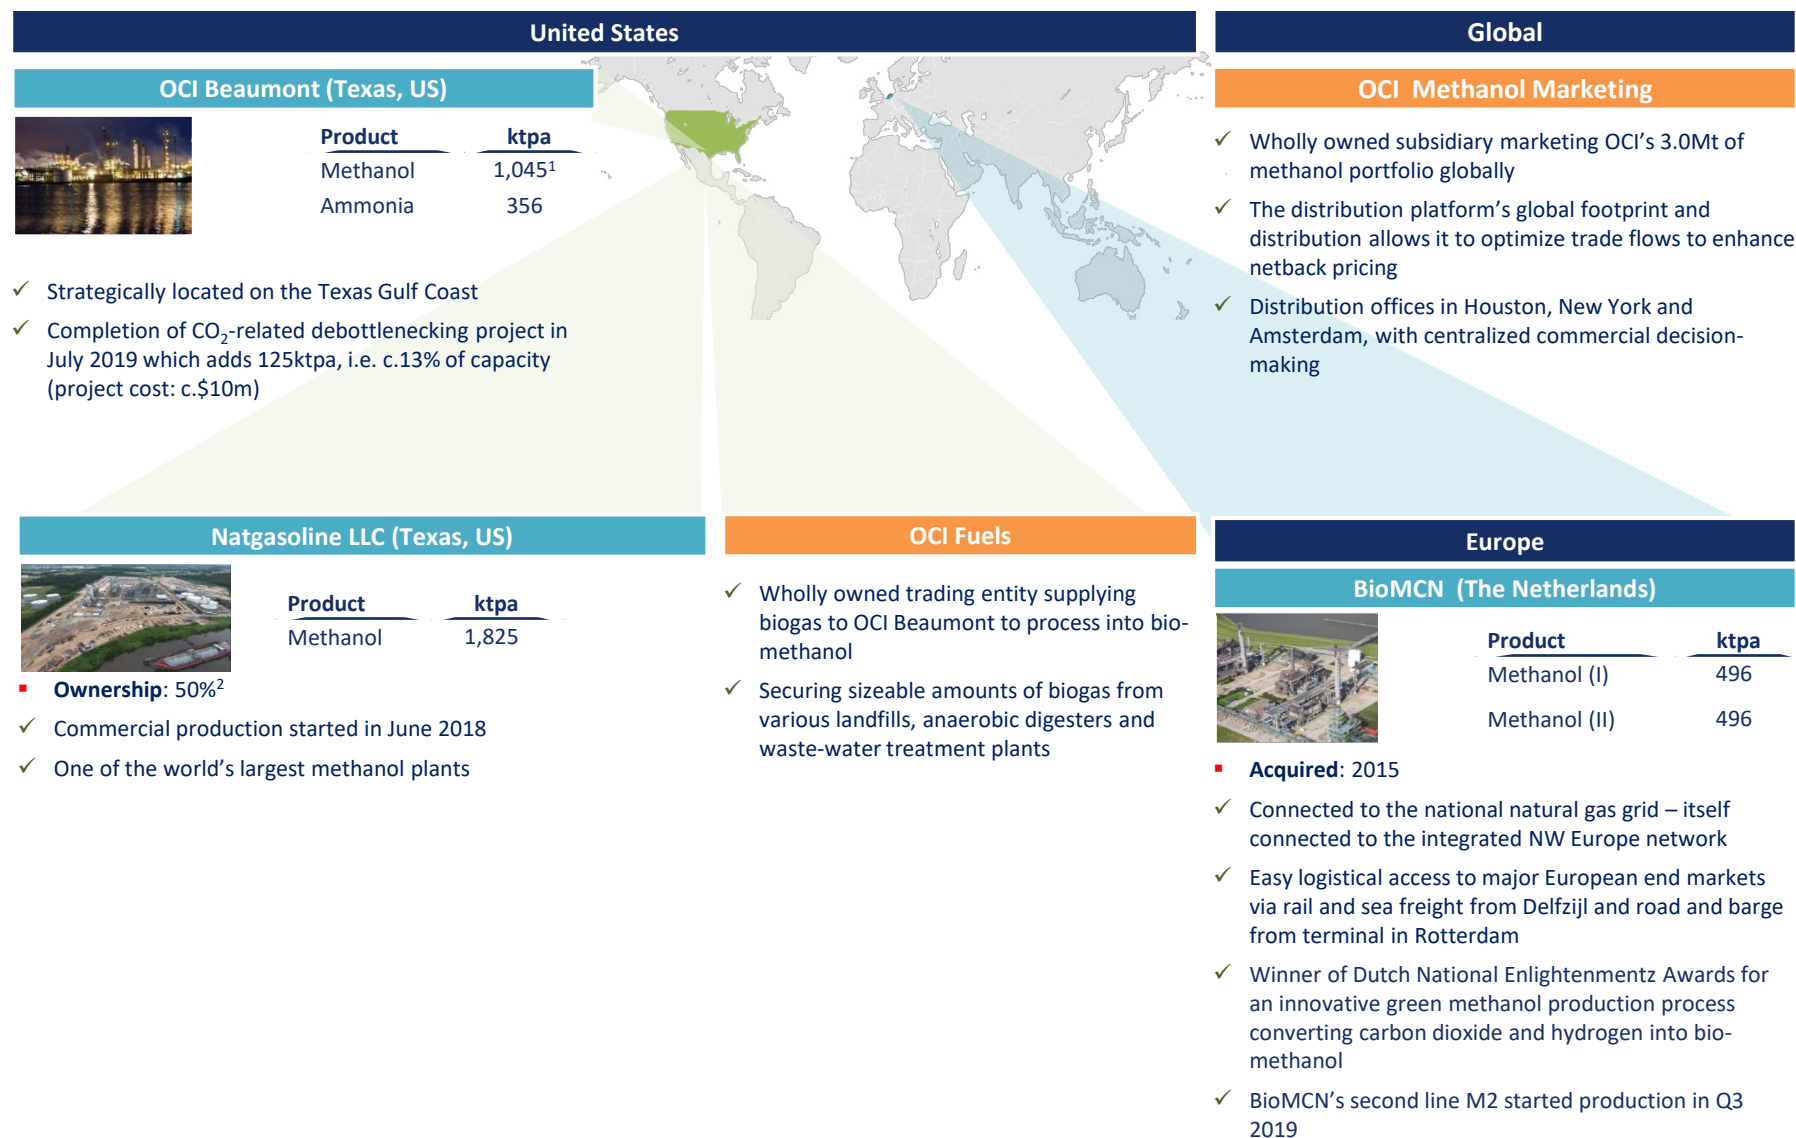 United States
OCI Beaumont (Texas, US)
Product ktpa
Methanol 1,045¹
Ammonia 356
✓ Strategically located on the Texas Gulf Coast
✓ Completion of CO₂-related debottlenecking project in
July 2019 which adds 125ktpa, i.e. c.13% of capacity
(project cost: c.$10m)
Natgasoline LLC (Texas, US)
Product ktpa
Methanol 1,825
▪ Ownership: 50%²
✓ Commercial production started in June 2018
✓ One of the world’s largest methanol plants
OCI Fuels
✓ Wholly owned trading entity supplying
biogas to OCI Beaumont to process into bio-
methanol
✓ Securing sizeable amounts of biogas from
various landfills, anaerobic digesters and
waste-water treatment plants
Global
OCI Methanol Marketing
✓ Wholly owned subsidiary marketing OCI’s 3.0Mt of
methanol portfolio globally
✓ The distribution platform’s global footprint and
distribution allows it to optimize trade flows to enhance
netback pricing
✓ Distribution offices in Houston, New York and
Amsterdam, with centralized commercial decision-
making
Europe
BioMCN (The Netherlands)
Product ktpa
Methanol (I) 496
Methanol (II) 496
▪ Acquired: 2015
✓ Connected to the national natural gas grid – itself
connected to the integrated NW Europe network
✓ Easy logistical access to major European end markets
via rail and sea freight from Delfzijl and road and barge
from terminal in Rotterdam
✓ Winner of Dutch National Enlightenmentz Awards for
an innovative green methanol production process
converting carbon dioxide and hydrogen into bio-
methanol
✓ BioMCN’s second line M2 started production in Q3
2019